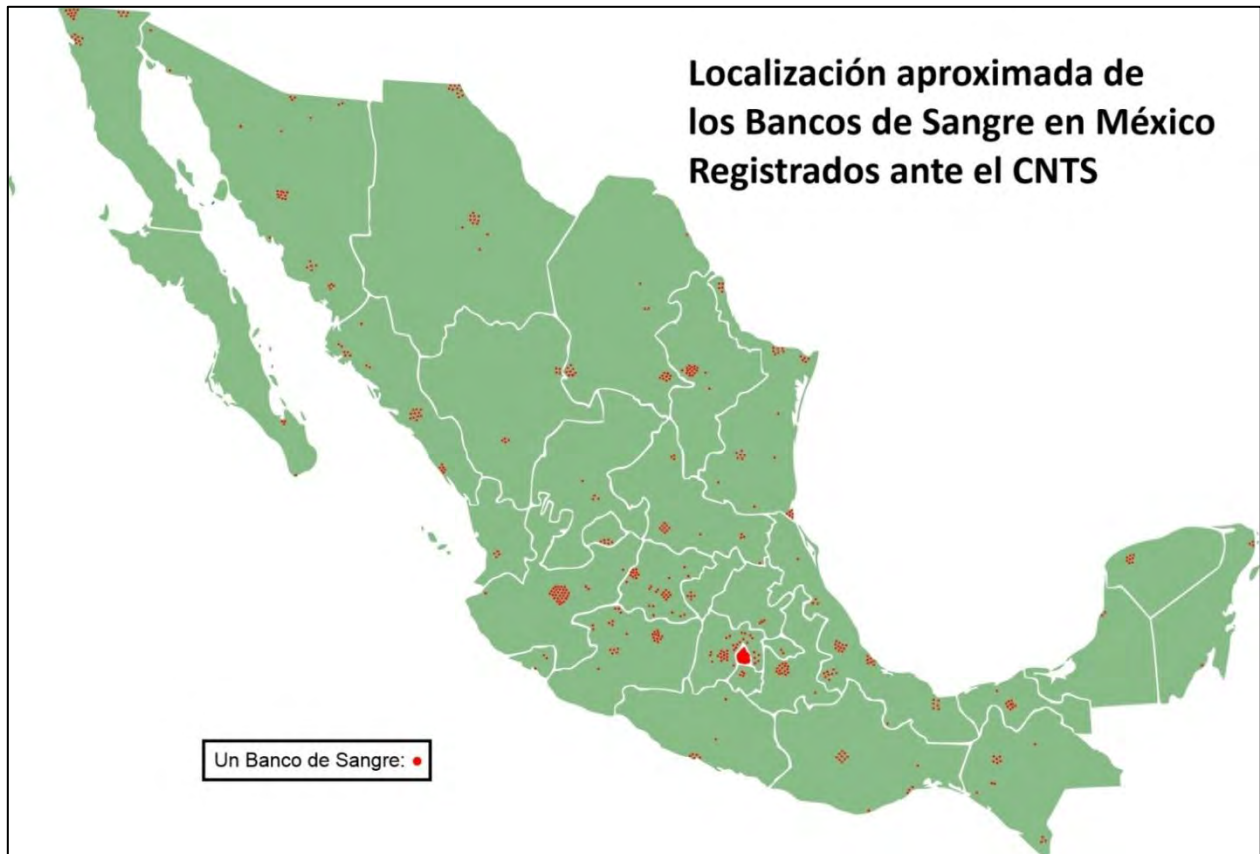 Localización aproximada de
los Bancos de Sangre en México
Registrados ante el CNTS
Un Banco de Sangre: